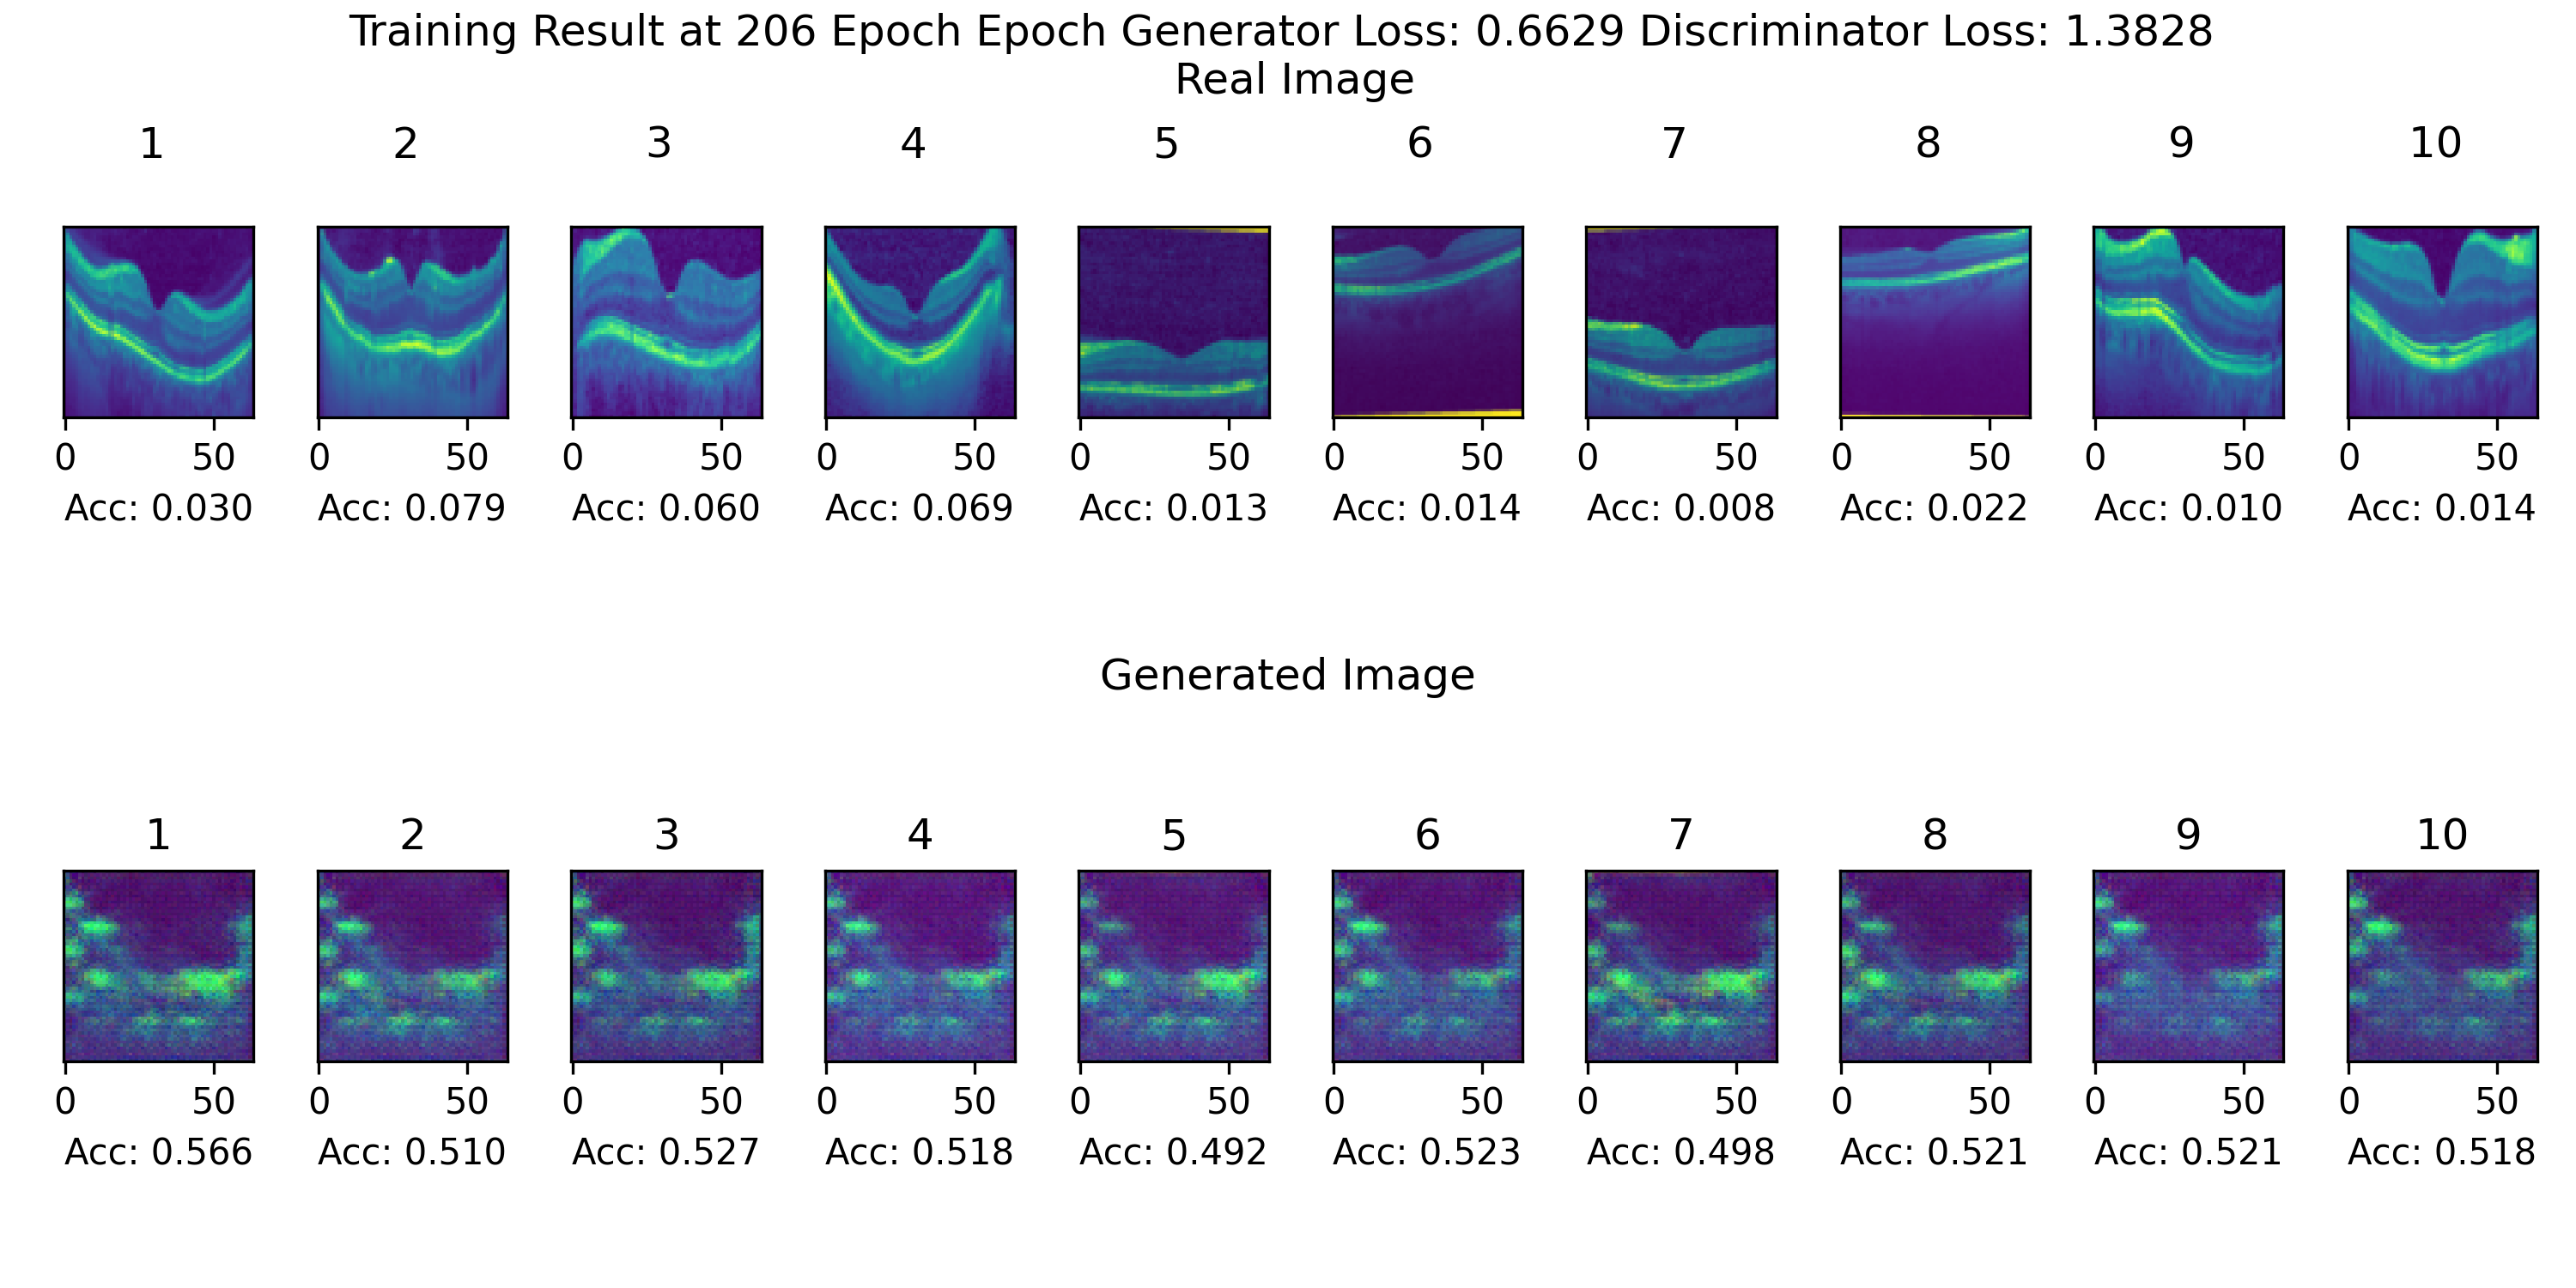 Training Result at 206 Epoch Epoch Generator Loss: 0.6629 Discriminator Loss: 1.3828
Real Image
1 2 3 4 5 6 7 8 9 10
0 50 0 50 0 50 0 50 0 50 0 50 0 50 0 50 0 50 0 50
Acc: 0.030 Acc: 0.079 Acc: 0.060 Acc: 0.069 Acc: 0.013 Acc: 0.014 Acc: 0.008 Acc: 0.022 Acc: 0.010 Acc: 0.014
Generated Image
1 2 3 4 5 6 7 8 9 10
0 50 0 50 0 50 0 50 0 50 0 50 0 50 0 50 0 50 0 50
Acc: 0.566 Acc: 0.510 Acc: 0.527 Acc: 0.518 Acc: 0.492 Acc: 0.523 Acc: 0.498 Acc: 0.521 Acc: 0.521 Acc: 0.518